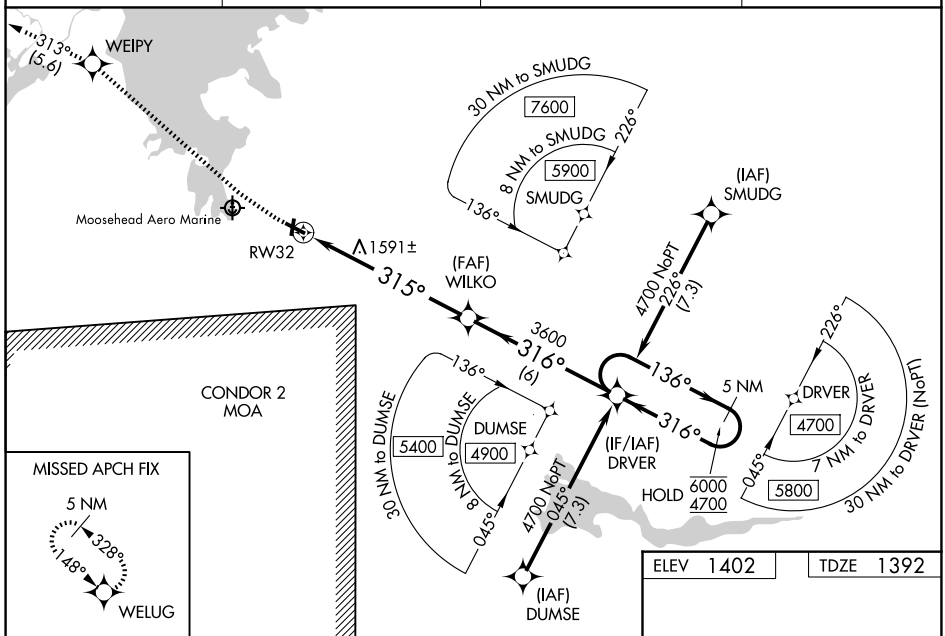 313°
(5.6)
WEIPY
30 NM to SMUDG
7600
8 NM to SMUDG
5900
SMUDG
226°
136°
(IAF)
SMUDG
Moosehead Aero Marine
RW32
1591±
315°
(FAF)
WILKO
4700 NoPT
226°
(7.3)
3600
316°
(6)
136°
5 NM
316°
(IF/IAF)
DRVER
HOLD
6000
4700
226°
DRVER
4700
7 NM to DRVER
045°
5800
30 NM to DRVER (NoPT)
CONDOR 2
MOA
136°
DUMSE
5400
4900
30 NM to DUMSE
8 NM to DUMSE
045°
4700 NoPT
045°
(7.3)
(IAF)
DUMSE
MISSED APCH FIX
5 NM
328°
148°
WELUG
ELEV 1402
TDZE 1392